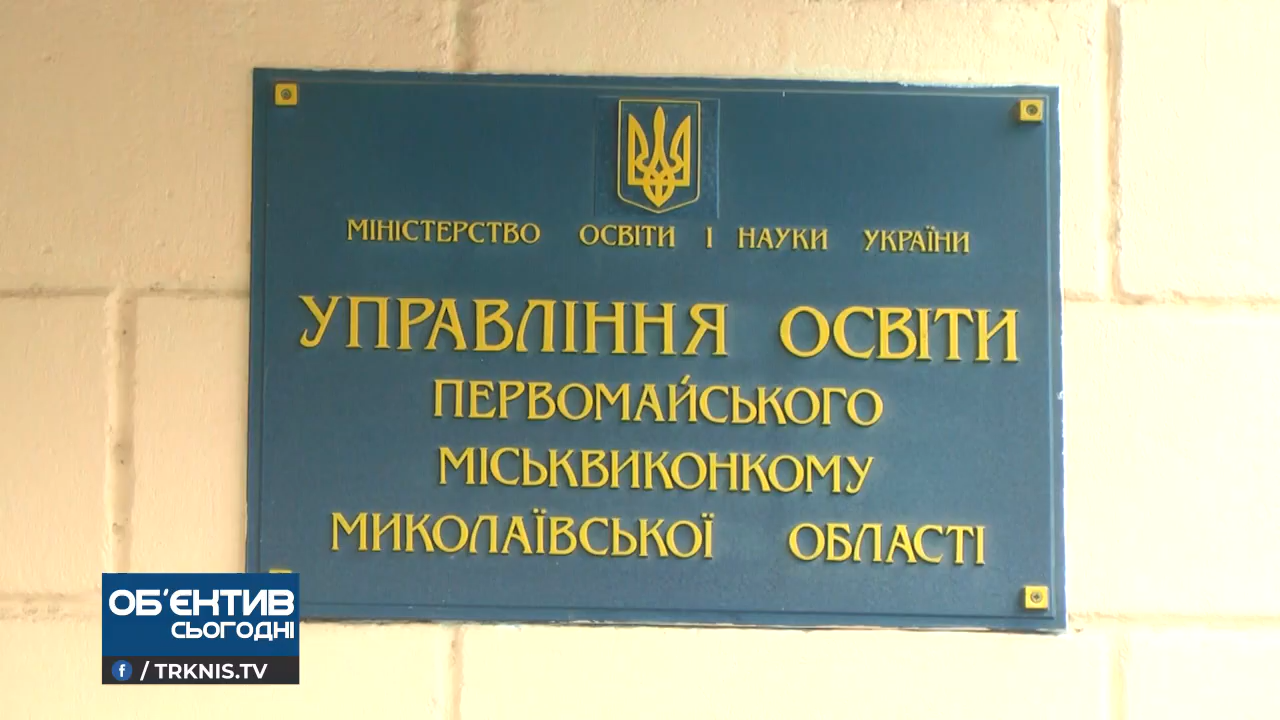 МІНІСТЕРСТВО ОСВІТИ І НАУКИ УКРАЇНИ
УПРАВЛІННЯ ОСВІТИ
ПЕРВОМАЙСЬКОГО
МІСЬКВИКОНКОМУ
МИКОЛАЇВСЬКОЇ ОБЛАСТІ
ОБ'ЄКТИВ
СЬОГОДНІ
f / TRKNIS.TV